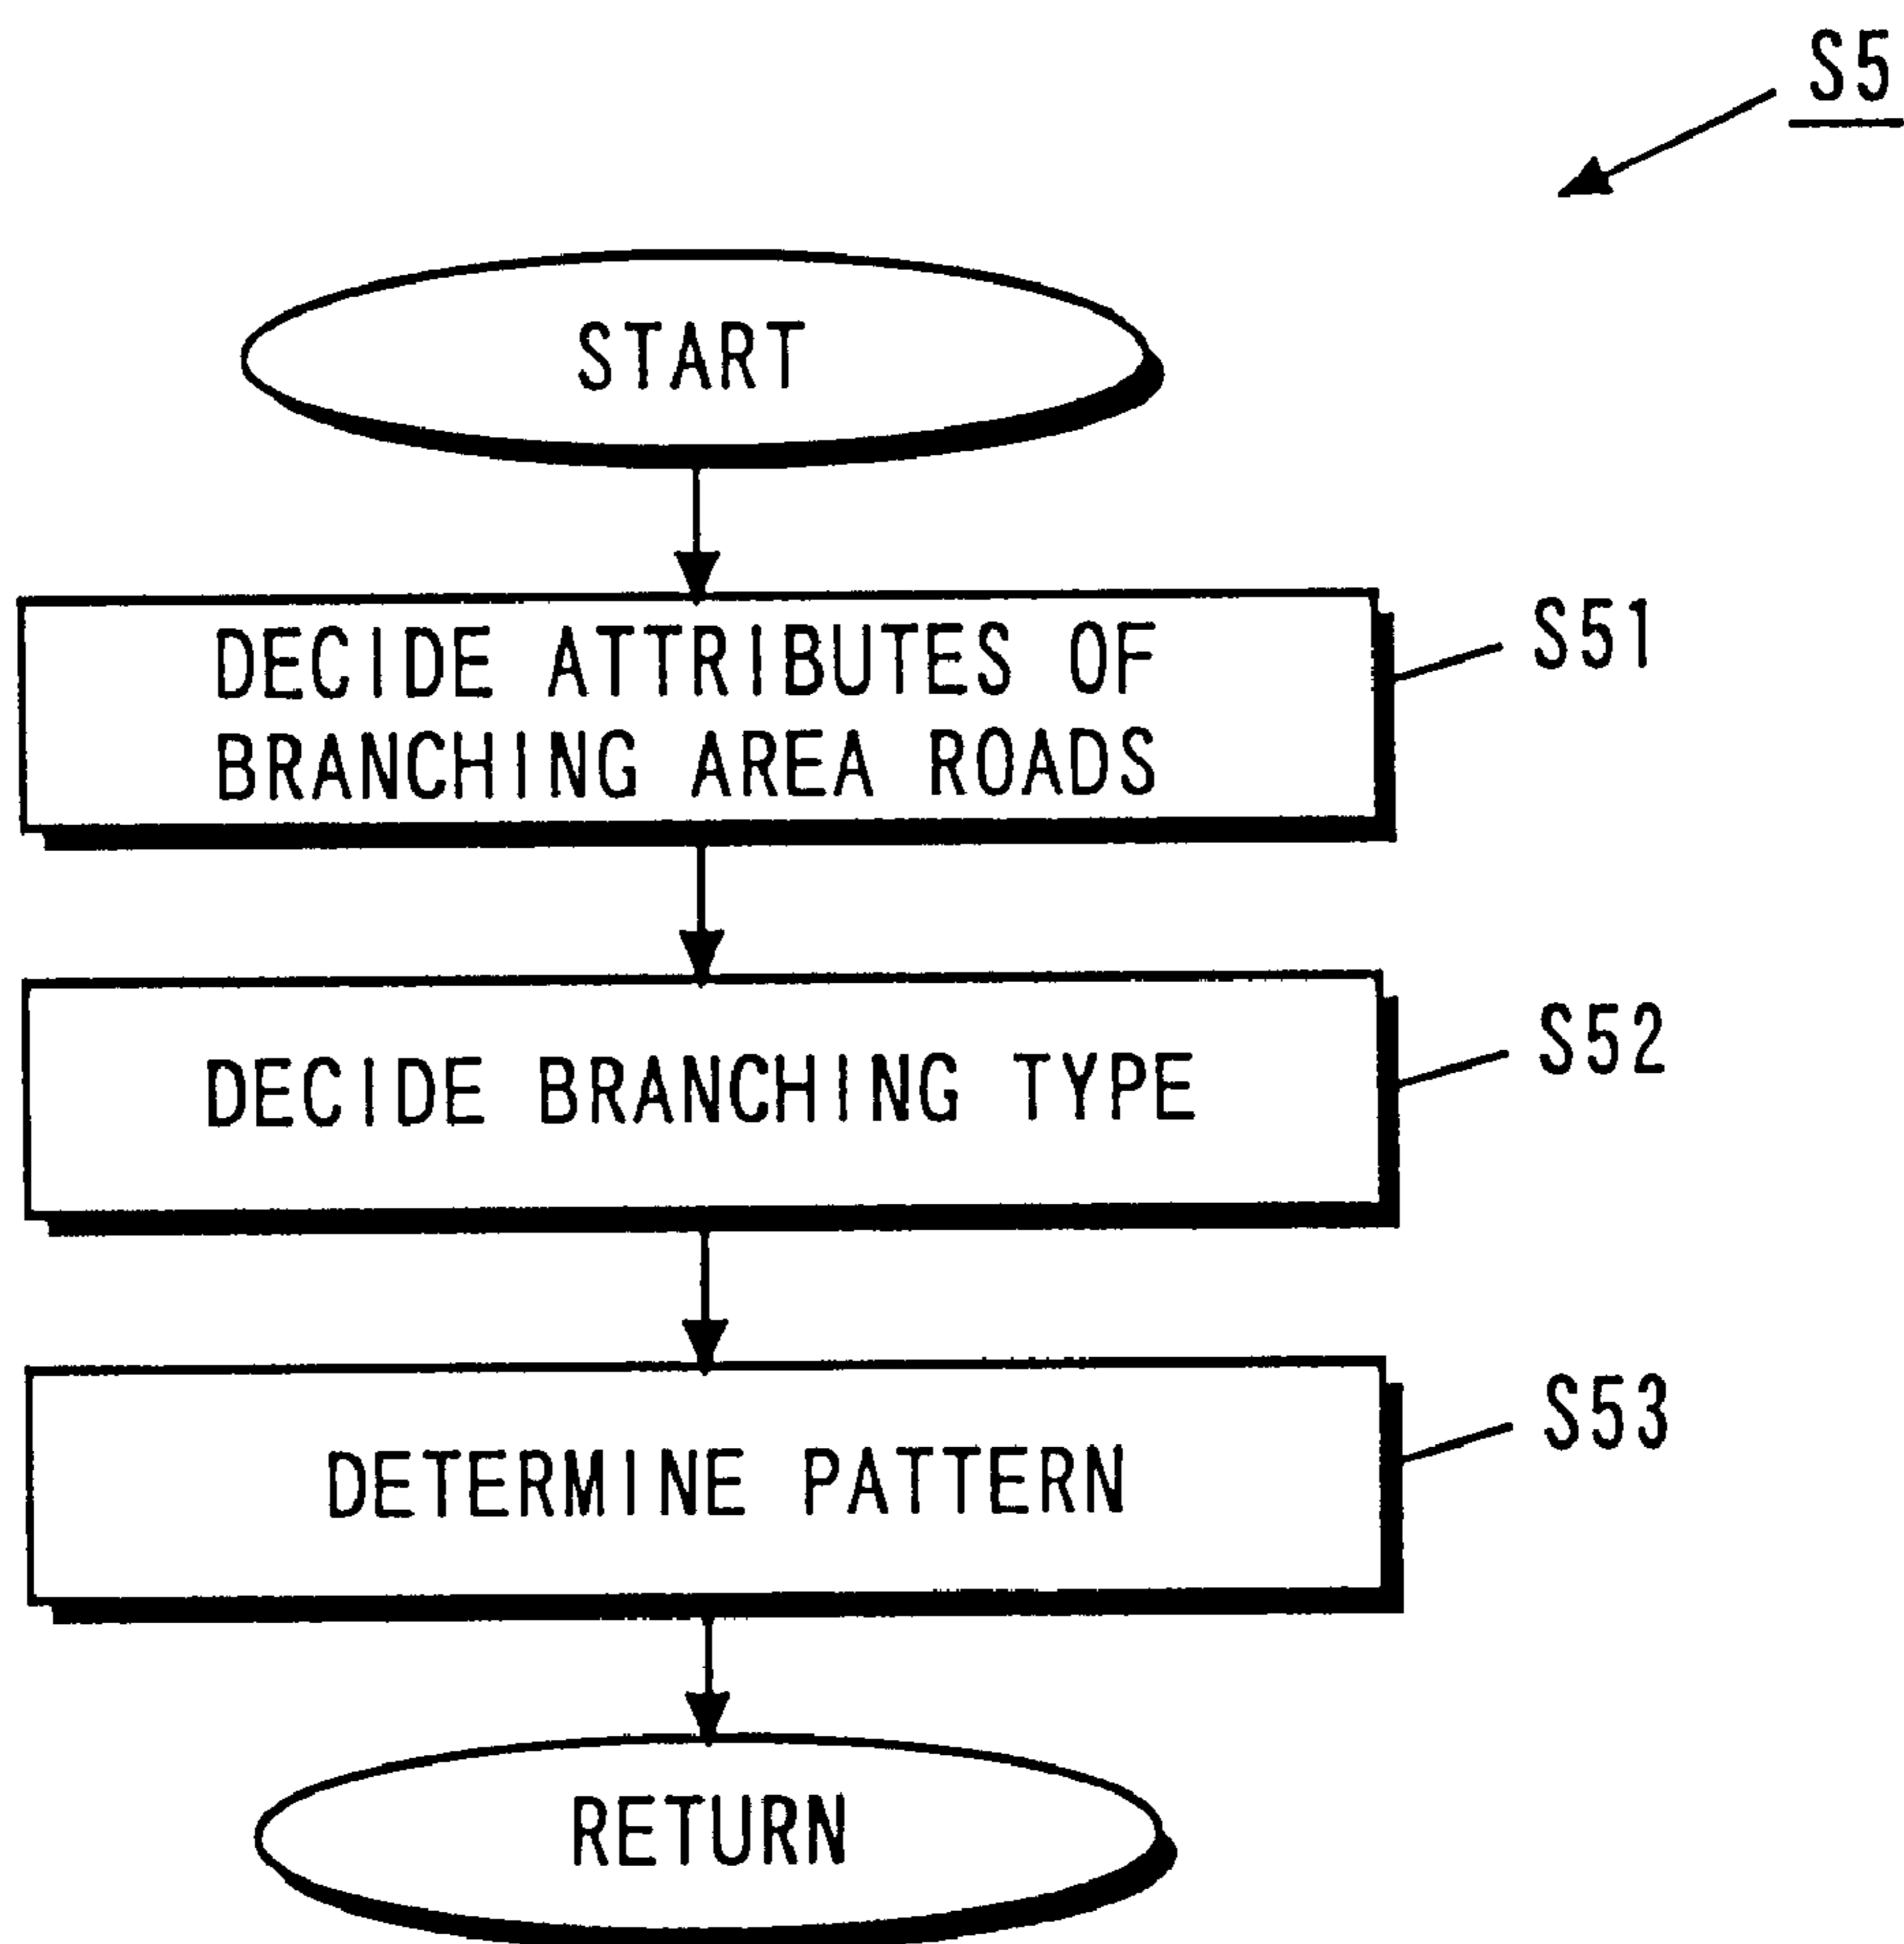 S5
START
DECIDE ATTRIBUTES OF
BRANCHING AREA ROADS
S51
DECIDE BRANCHING TYPE
S52
DETERMINE PATTERN
S53
RETURN